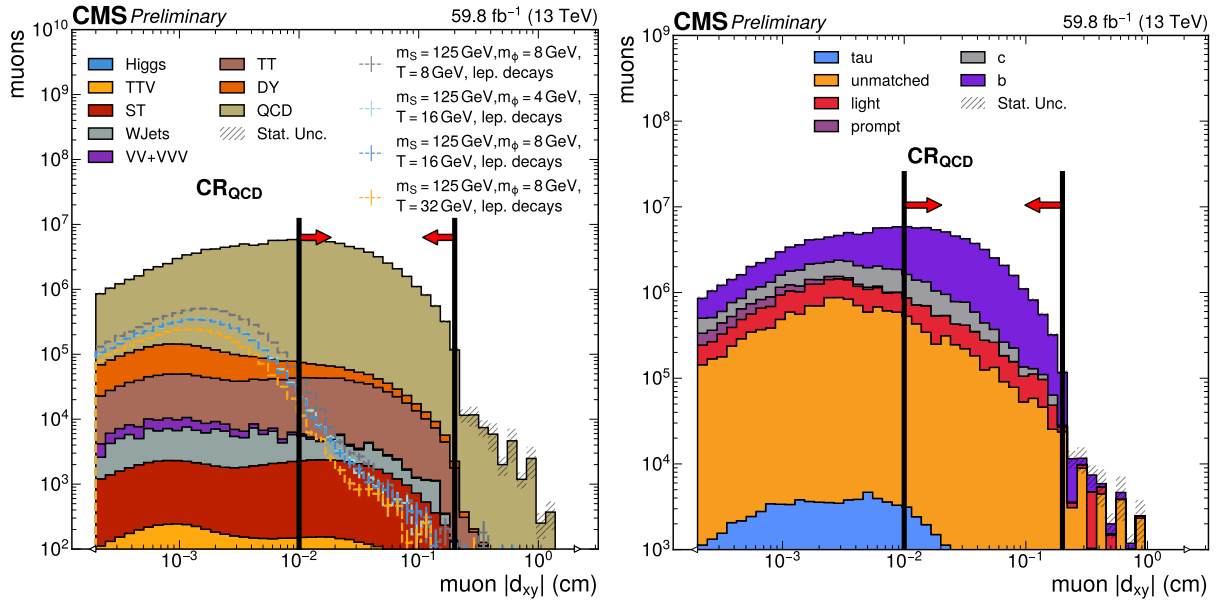 CMS Preliminary
59.8 fb⁻¹ (13 TeV)
muons
10¹⁰
10⁹
10⁸
10⁷
10⁶
10⁵
10⁴
10³
10²
Higgs
TTV
ST
WJets
VV+VVV
TT
DY
QCD
Stat. Unc.
m_S = 125 GeV, m_ϕ = 8 GeV,
T = 8 GeV, lep. decays
m_S = 125 GeV, m_ϕ = 4 GeV,
T = 16 GeV, lep. decays
m_S = 125 GeV, m_ϕ = 8 GeV,
T = 16 GeV, lep. decays
m_S = 125 GeV, m_ϕ = 8 GeV,
T = 32 GeV, lep. decays
CR_QCD
10⁻³
10⁻²
10⁻¹
10⁰
muon |d_xy| (cm)
CMS Preliminary
59.8 fb⁻¹ (13 TeV)
muons
10⁹
10⁸
10⁷
10⁶
10⁵
10⁴
10³
tau
unmatched
light
prompt
c
b
Stat. Unc.
CR_QCD
10⁻³
10⁻²
10⁻¹
10⁰
muon |d_xy| (cm)